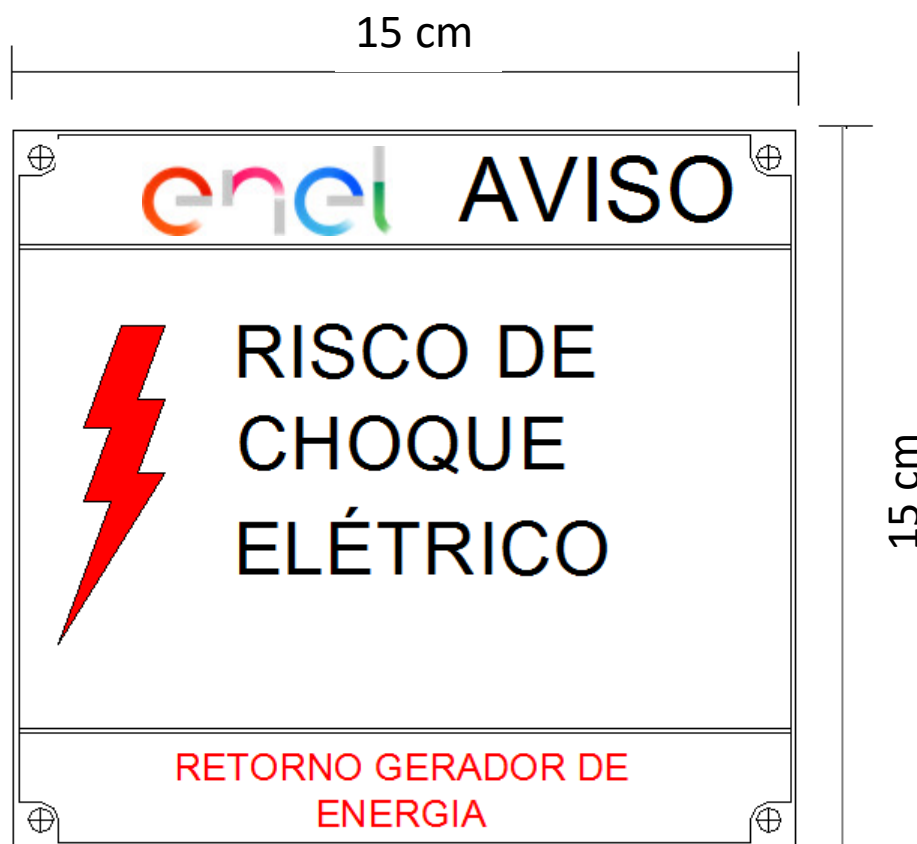 15 cm
enel AVISO
RISCO DE
CHOQUE
ELÉTRICO
15 cm
RETORNO GERADOR DE
ENERGIA